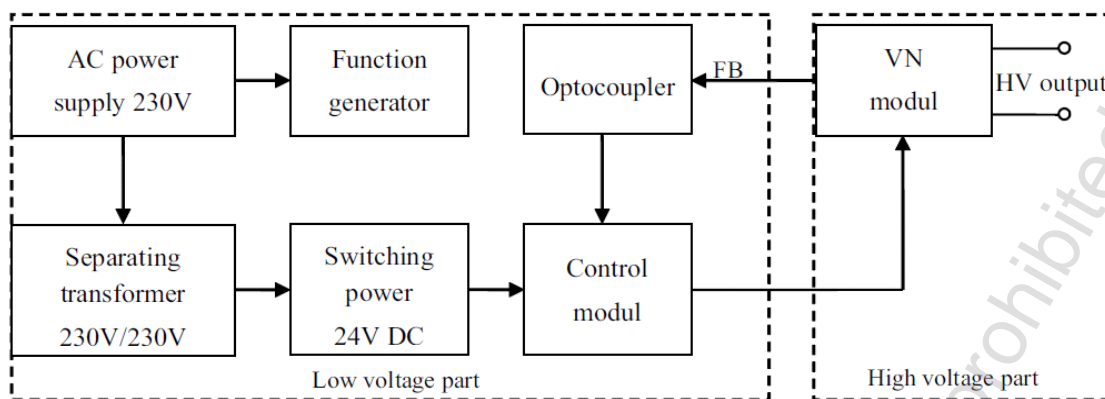 AC power
supply 230V
Function
generator
Optocoupler
FB
VN
modul
HV output
Separating
transformer
230V/230V
Switching
power
24V DC
Control
modul
Low voltage part
High voltage part
prohibited